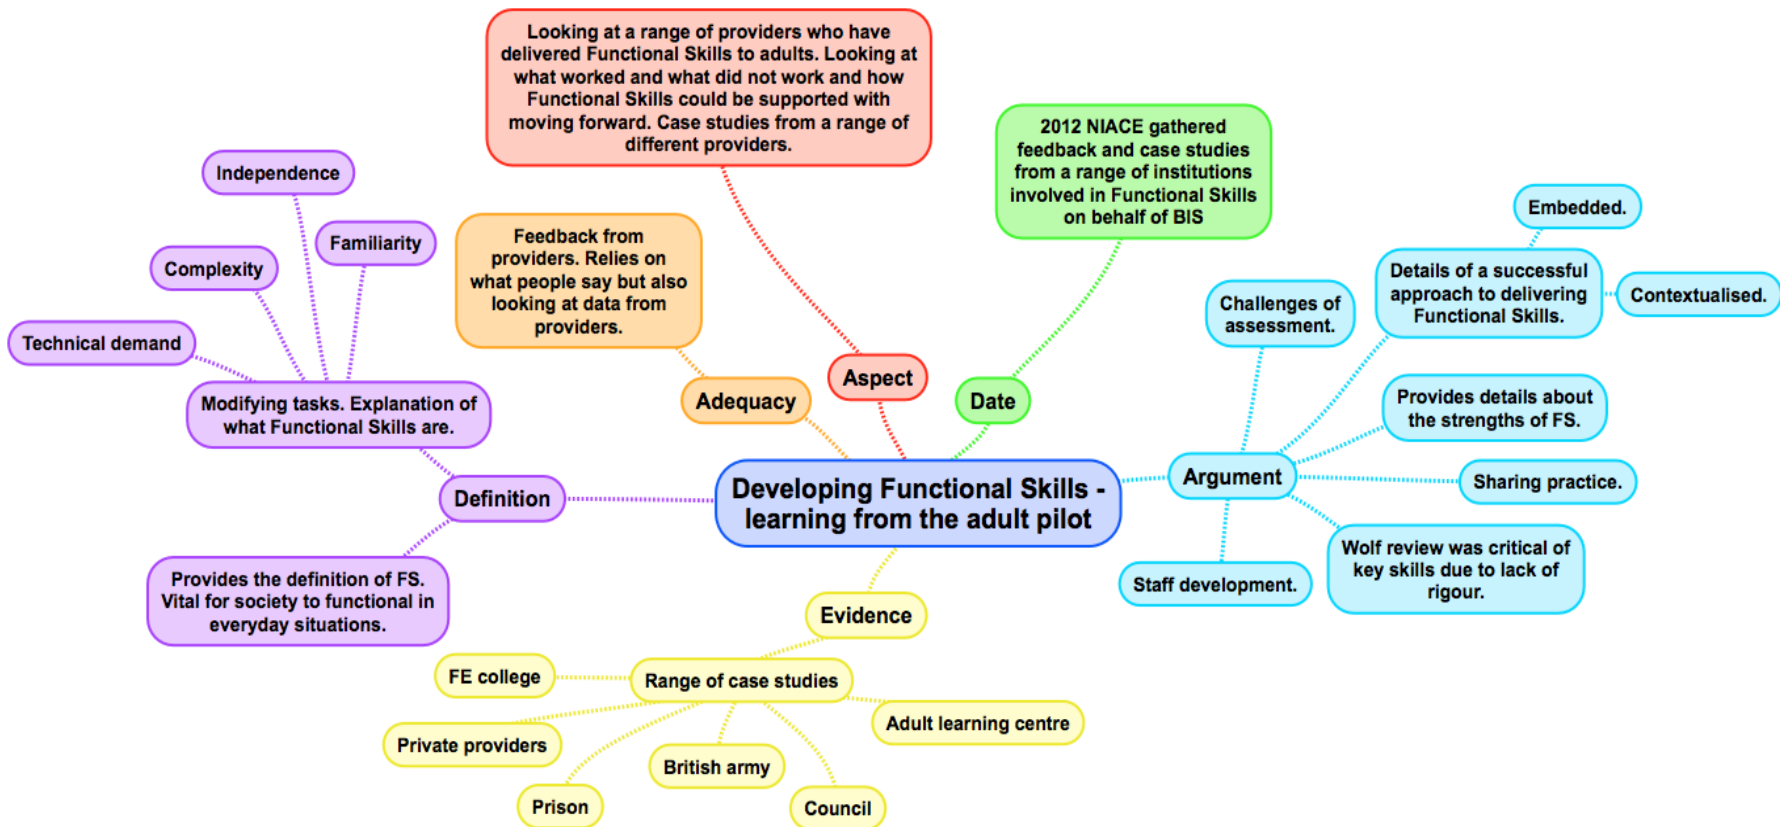 Looking at a range of providers who have
delivered Functional Skills to adults. Looking at
what worked and what did not work and how
Functional Skills could be supported with
moving forward. Case studies from a range of
different providers.
2012 NIACE gathered
feedback and case studies
from a range of institutions
involved in Functional Skills
on behalf of BIS
Independence
Familiarity
Complexity
Technical demand
Feedback from
providers. Relies on
what people say but also
looking at data from
providers.
Embedded.
Details of a successful
approach to delivering
Functional Skills.
Contextualised.
Challenges of
assessment.
Aspect
Adequacy
Date
Modifying tasks. Explanation of
what Functional Skills are.
Provides details about
the strengths of FS.
Definition
Developing Functional Skills -
learning from the adult pilot
Argument
Sharing practice.
Provides the definition of FS.
Vital for society to functional in
everyday situations.
Wolf review was critical of
key skills due to lack of
rigour.
Staff development.
Evidence
FE college
Range of case studies
Adult learning centre
Private providers
British army
Prison
Council